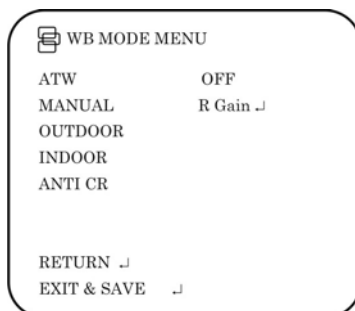 WB MODE MENU
ATW OFF
MANUAL R Gain ↵
OUTDOOR
INDOOR
ANTI CR
RETURN ↵
EXIT & SAVE ↵